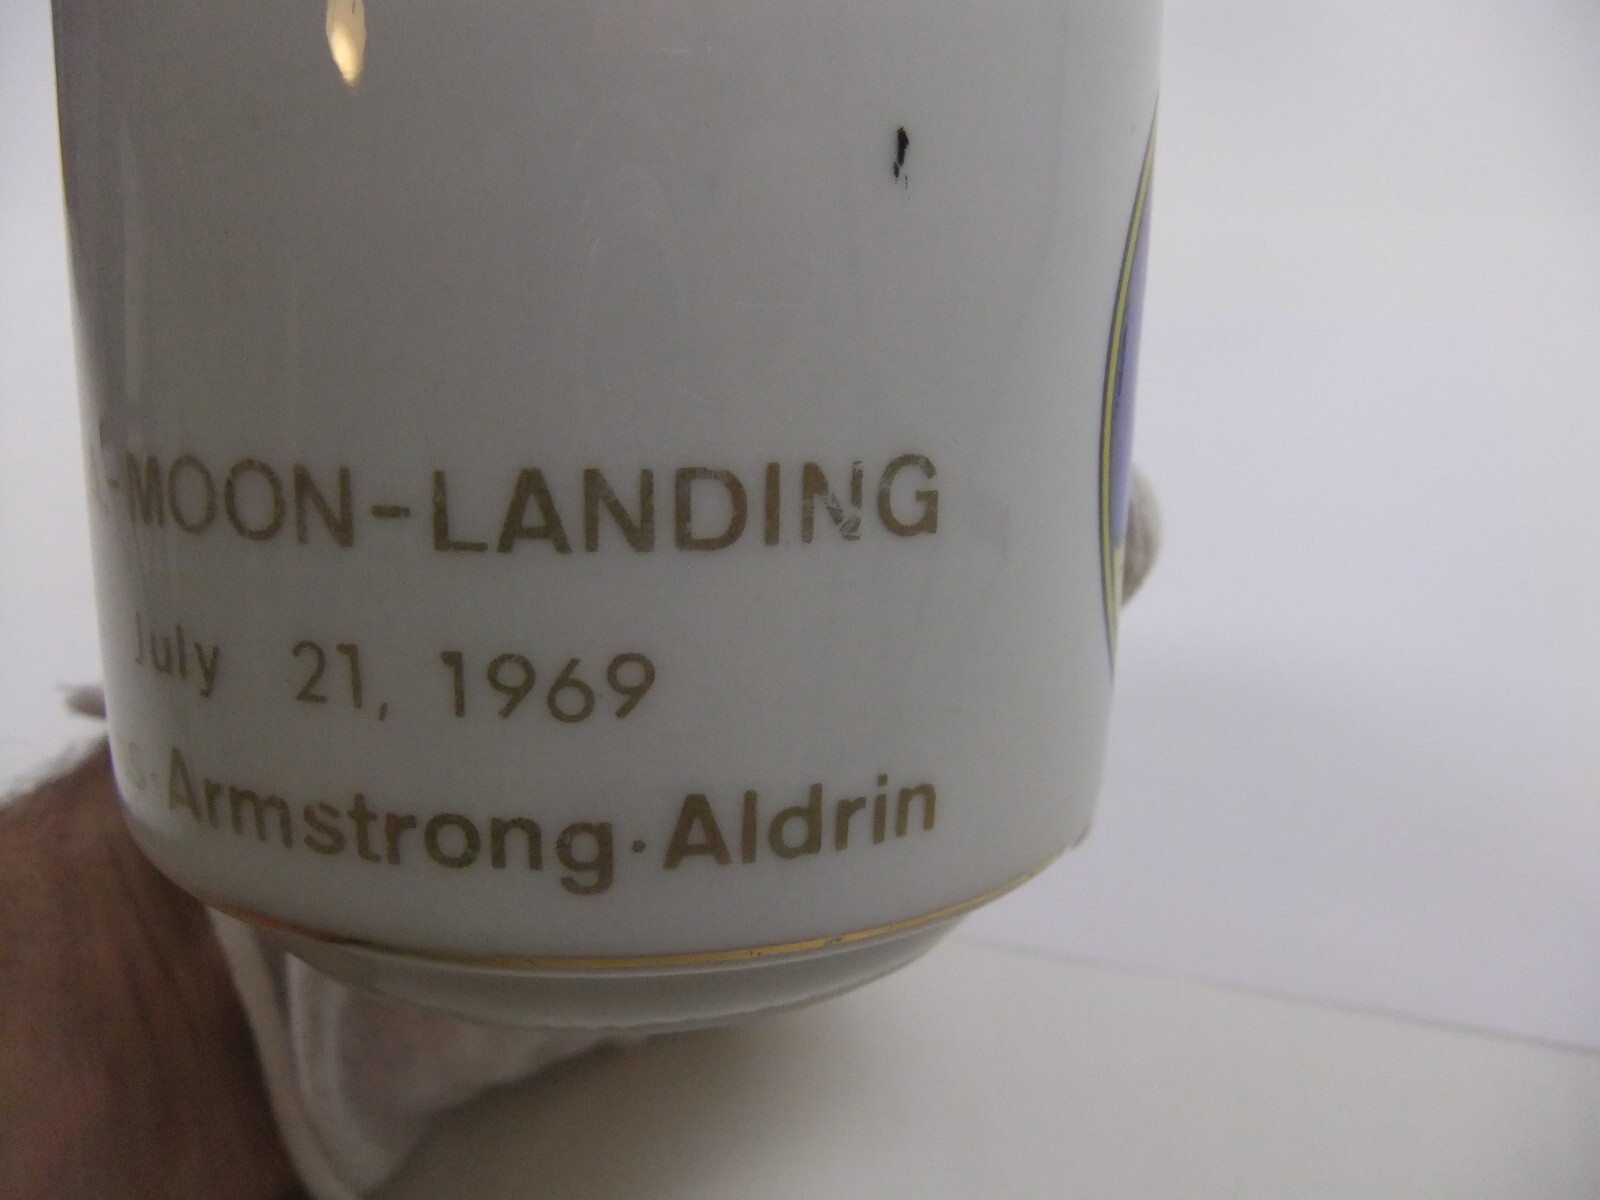 -MOON-LANDING
July 21, 1969
s·Armstrong·Aldrin